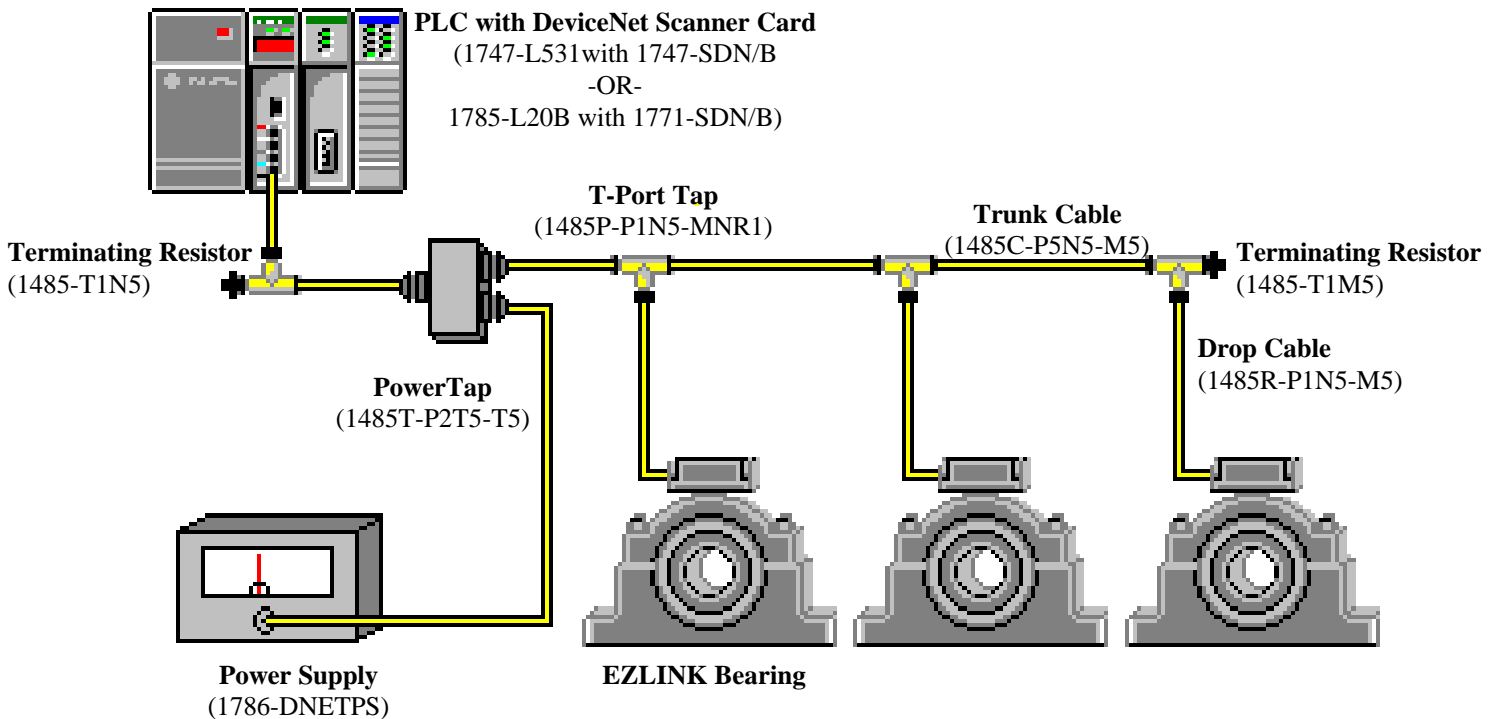 PLC with DeviceNet Scanner Card
(1747-L531with 1747-SDN/B
-OR-
1785-L20B with 1771-SDN/B)
T-Port Tap
(1485P-P1N5-MNR1)
Trunk Cable
(1485C-P5N5-M5)
Terminating Resistor
(1485-T1N5)
Terminating Resistor
(1485-T1M5)
Drop Cable
(1485R-P1N5-M5)
PowerTap
(1485T-P2T5-T5)
Power Supply
(1786-DNETPS)
EZLINK Bearing